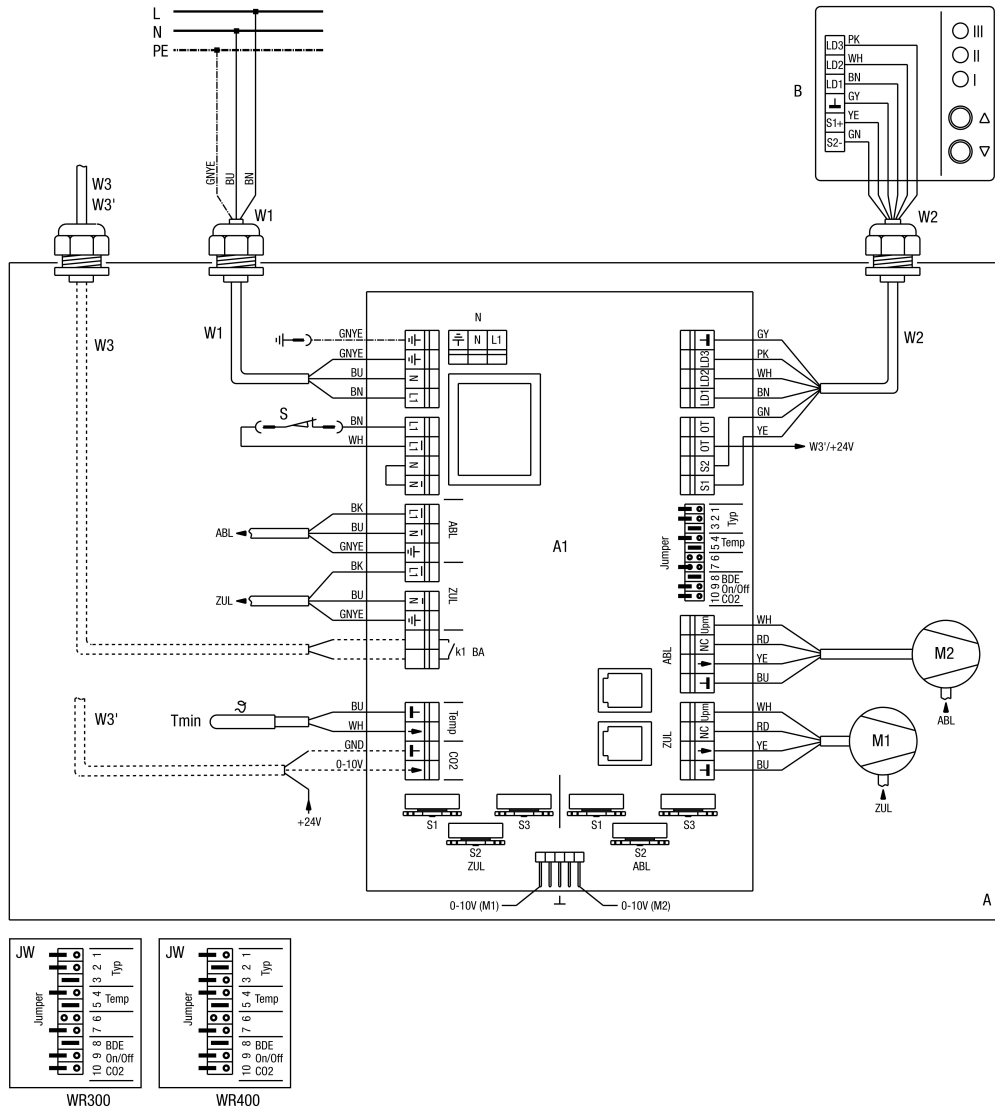 L
N
PE
GNYE
BU
BN
W1
W3
W3'
B
LD3 PK
LD2 WH
LD1 BN
GY
S1+ YE
S2- GN
III
II
I
W2
W1
W3
W2
N
N L1
GNYE
GNYE
BU N
BN L1
S
BN L1
WH L1
N
N
BK L1
BU N
GNYE
ABL
ABL
BK L1
BU N
GNYE
ZUL
ZUL
k1 BA
W3'
Tmin
ϑ
BU
WH
Temp
GND
0-10V
CO2
+24V
A1
GY
LD3 PK
LD2 WH
LD1 BN
OT GN
OT W3'/+24V
S2 YE
S1
Jumper
1
2
3
Typ
4
5
Temp
6
7
8 BDE
9 On/Off
10 CO2
ABL
Upm WH
NC RD
YE
BU
M2
ABL
ZUL
Upm WH
NC RD
YE
BU
M1
ZUL
S1 S3 S1 S3
S2 S2
ZUL ABL
0-10V (M1) 0-10V (M2)
A
JW
Jumper
1
2
3
Typ
4
5
Temp
6
7
8 BDE
9 On/Off
10 CO2
WR300
JW
Jumper
1
2
3
Typ
4
5
Temp
6
7
8 BDE
9 On/Off
10 CO2
WR400